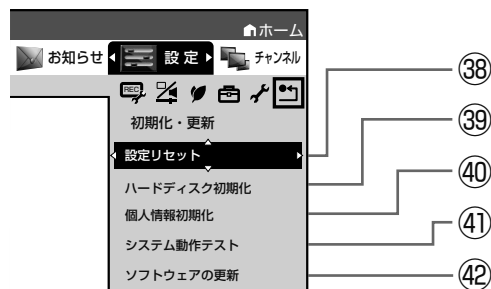 ホーム
お知らせ 設定 チャンネル
REC
初期化・更新
設定リセット ㊳
ハードディスク初期化 ㊴
個人情報初期化 ㊵
システム動作テスト ㊶
ソフトウェアの更新 ㊷